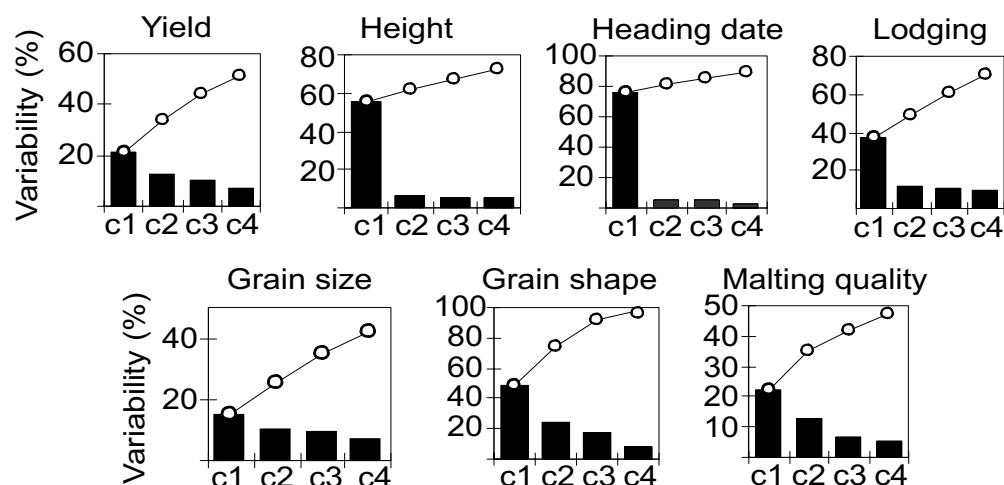 Yield
Height
Heading date
Lodging
Variability (%)
60
40
20
c1 c2 c3 c4
80
60
40
20
c1 c2 c3 c4
100
80
60
40
20
c1 c2 c3 c4
80
60
40
20
c1 c2 c3 c4
Grain size
Grain shape
Malting quality
Variability (%)
40
20
c1 c2 c3 c4
100
80
60
40
20
c1 c2 c3 c4
50
40
30
20
10
c1 c2 c3 c4